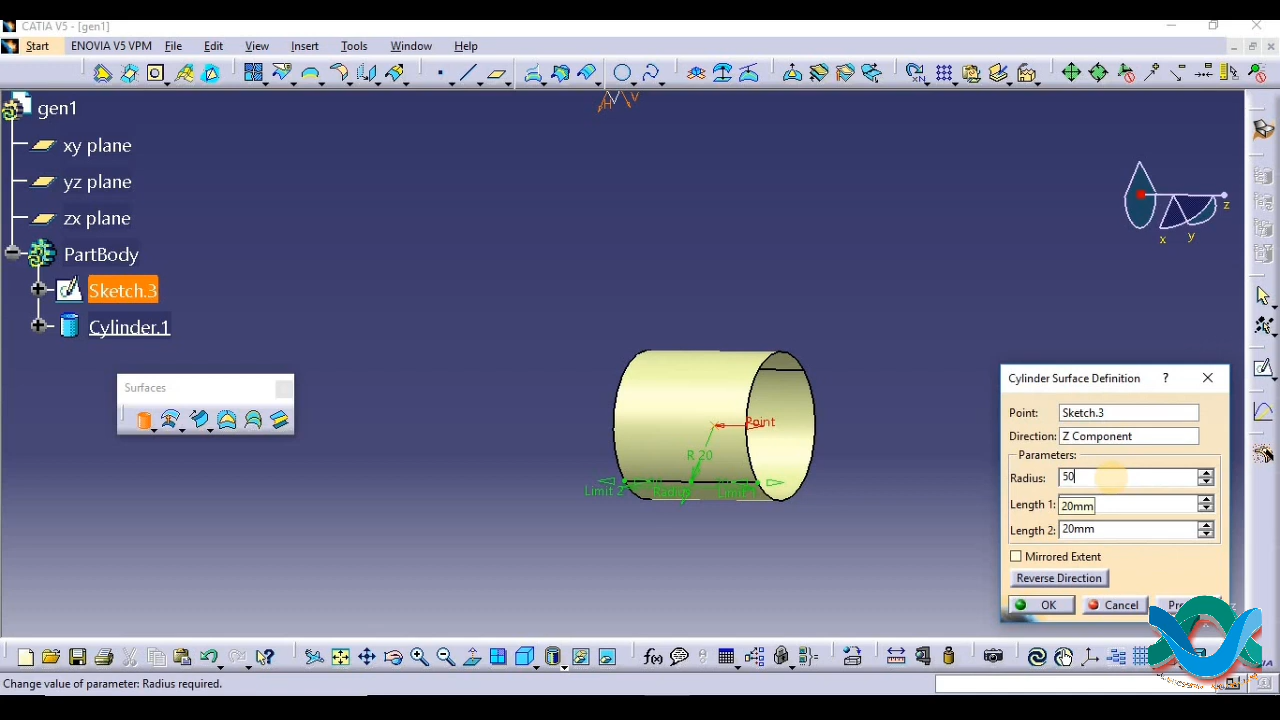 CATIA V5 - [gen1]
Start ENOVIA V5 VPM File Edit View Insert Tools Window Help
gen1
xy plane
yz plane
zx plane
PartBody
Sketch.3
Cylinder.1
Surfaces
H V
z
x y
Point
R 20
Limit 2 Radius Limit 1
Cylinder Surface Definition ?
Point: Sketch.3
Direction: Z Component
Parameters:
Radius: 50
Length 1: 20mm
Length 2: 20mm
Mirrored Extent
Reverse Direction
OK Cancel
Change value of parameter: Radius required.